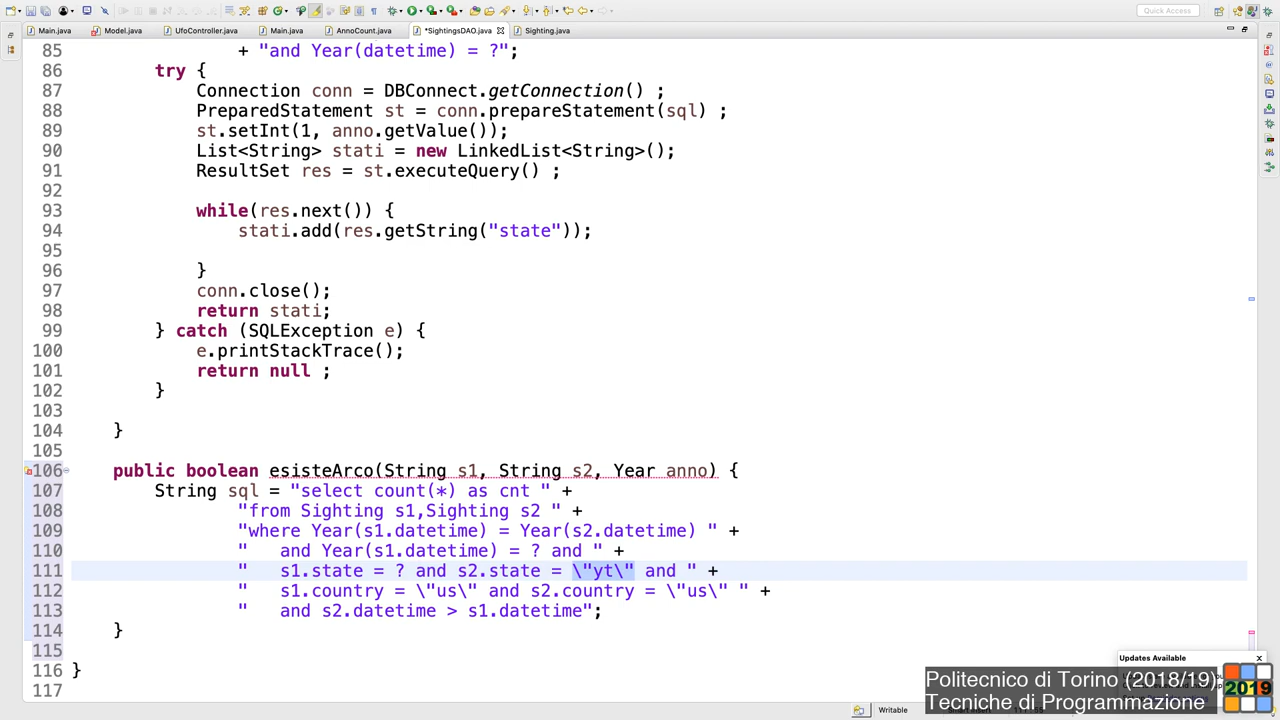 Quick Access
Main.java Model.java UfoController.java Main.java AnnoCount.java *SightingsDAO.java Sighting.java
85 + "and Year(datetime) = ?";
86 try {
87 Connection conn = DBConnect.getConnection() ;
88 PreparedStatement st = conn.prepareStatement(sql) ;
89 st.setInt(1, anno.getValue());
90 List<String> stati = new LinkedList<String>();
91 ResultSet res = st.executeQuery() ;
92
93 while(res.next()) {
94 stati.add(res.getString("state"));
95
96 }
97 conn.close();
98 return stati;
99 } catch (SQLException e) {
100 e.printStackTrace();
101 return null ;
102 }
103
104 }
105
106 public boolean esisteArco(String s1, String s2, Year anno) {
107 String sql = "select count(*) as cnt " +
108 "from Sighting s1,Sighting s2 " +
109 "where Year(s1.datetime) = Year(s2.datetime) " +
110 " and Year(s1.datetime) = ? and " +
111 " s1.state = ? and s2.state = \"yt\" and " +
112 " s1.country = \"us\" and s2.country = \"us\" " +
113 " and s2.datetime > s1.datetime";
114 }
115
116 }
117
Updates Available
Politecnico di Torino (2018/19)
Tecniche di Programmazione
2019
Writable